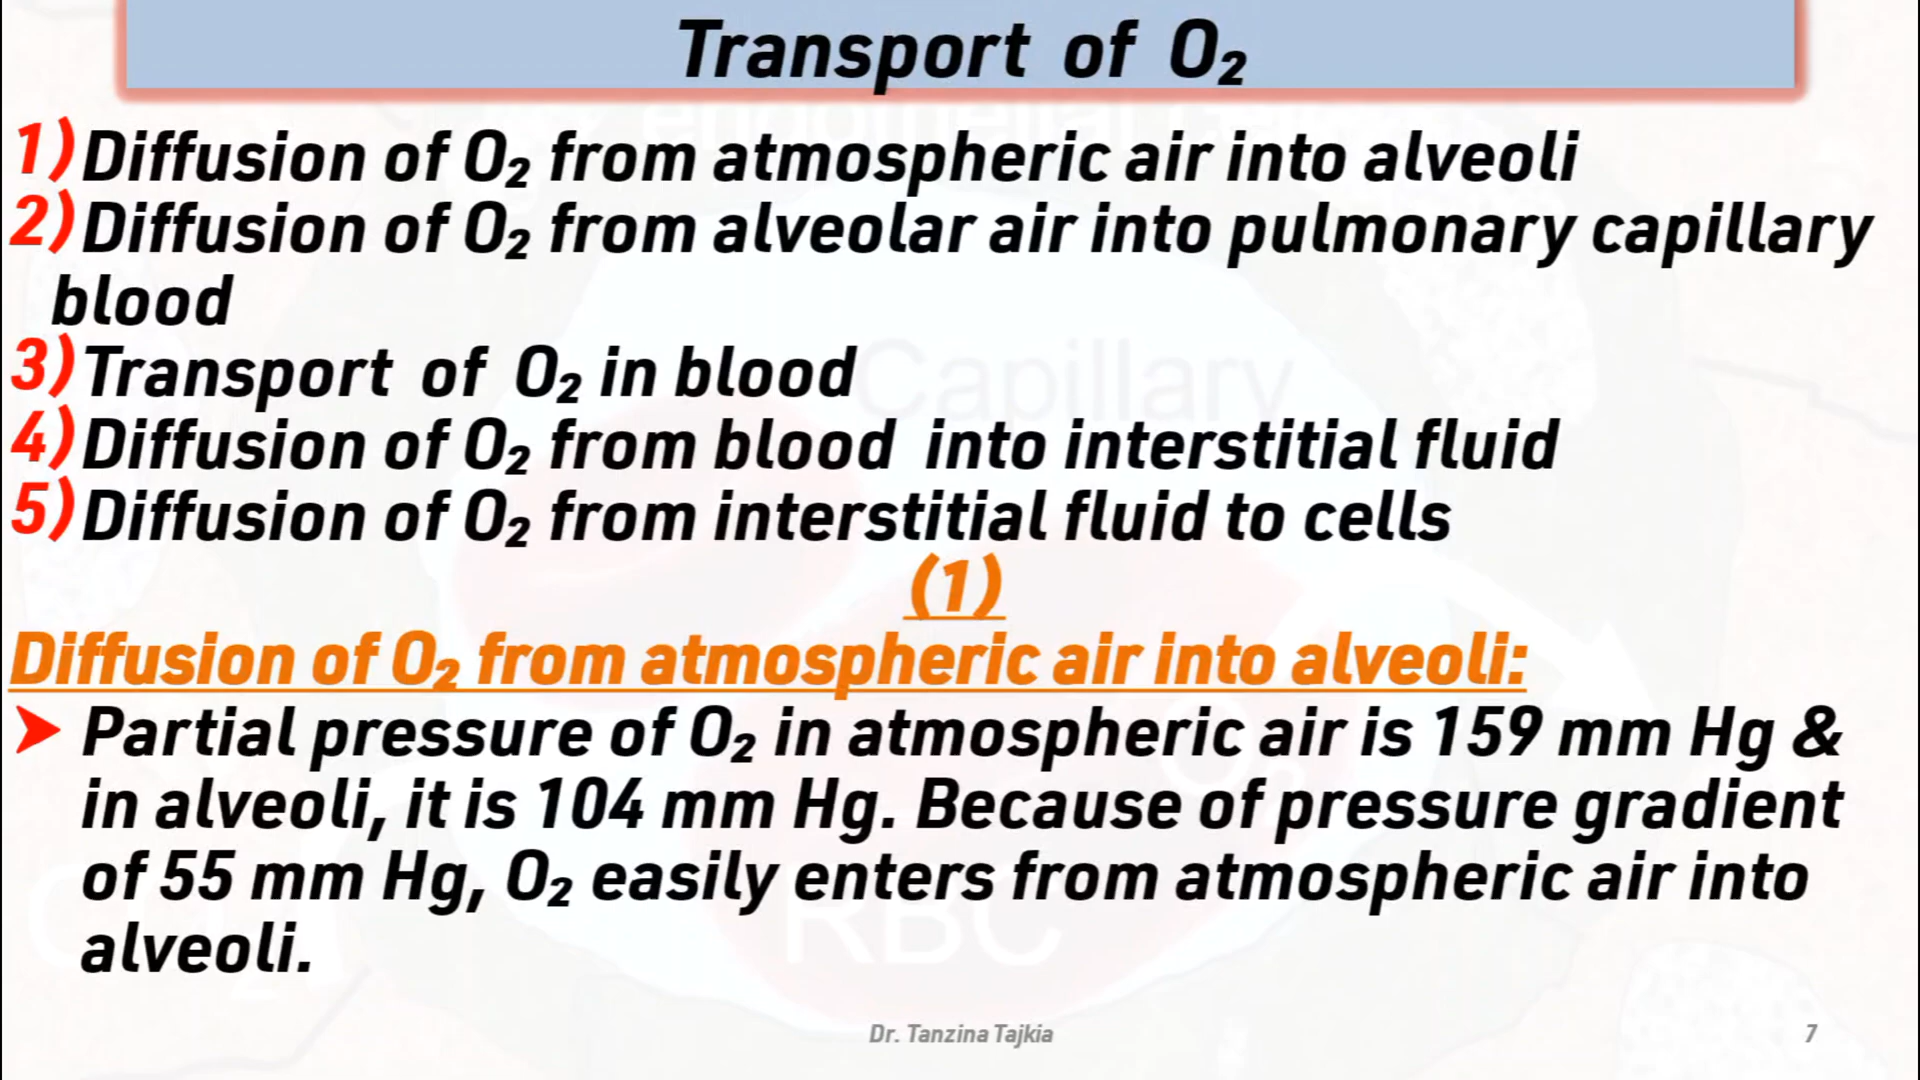 Transport of O₂
1) Diffusion of O₂ from atmospheric air into alveoli
2) Diffusion of O₂ from alveolar air into pulmonary capillary
blood
3) Transport of O₂ in blood
4) Diffusion of O₂ from blood into interstitial fluid
5) Diffusion of O₂ from interstitial fluid to cells
(1)
Diffusion of O₂ from atmospheric air into alveoli:
➤ Partial pressure of O₂ in atmospheric air is 159 mm Hg &
in alveoli, it is 104 mm Hg. Because of pressure gradient
of 55 mm Hg, O₂ easily enters from atmospheric air into
alveoli.
endothelial
Capillary
O₂
RBC
Dr. Tanzina Tajkia
7